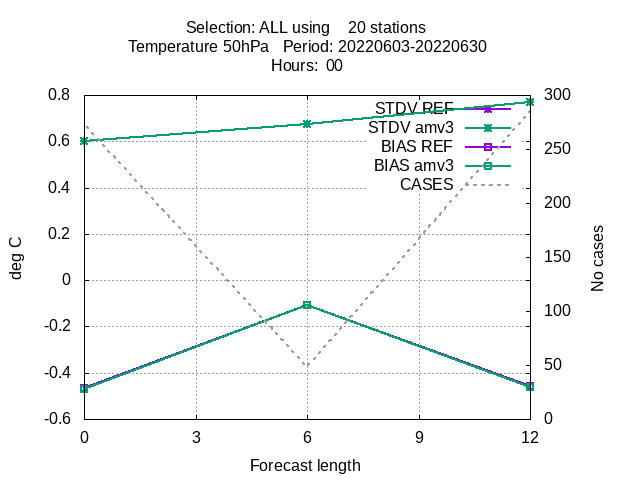 Selection: ALL using    20 stations
Temperature 50hPa   Period: 20220603-20220630
Hours:  00
STDV REF
STDV amv3
BIAS REF
BIAS amv3
CASES
0.8
0.6
0.4
0.2
0
-0.2
-0.4
-0.6
deg C
300
250
200
150
100
50
0
No cases
0 3 6 9 12
Forecast length